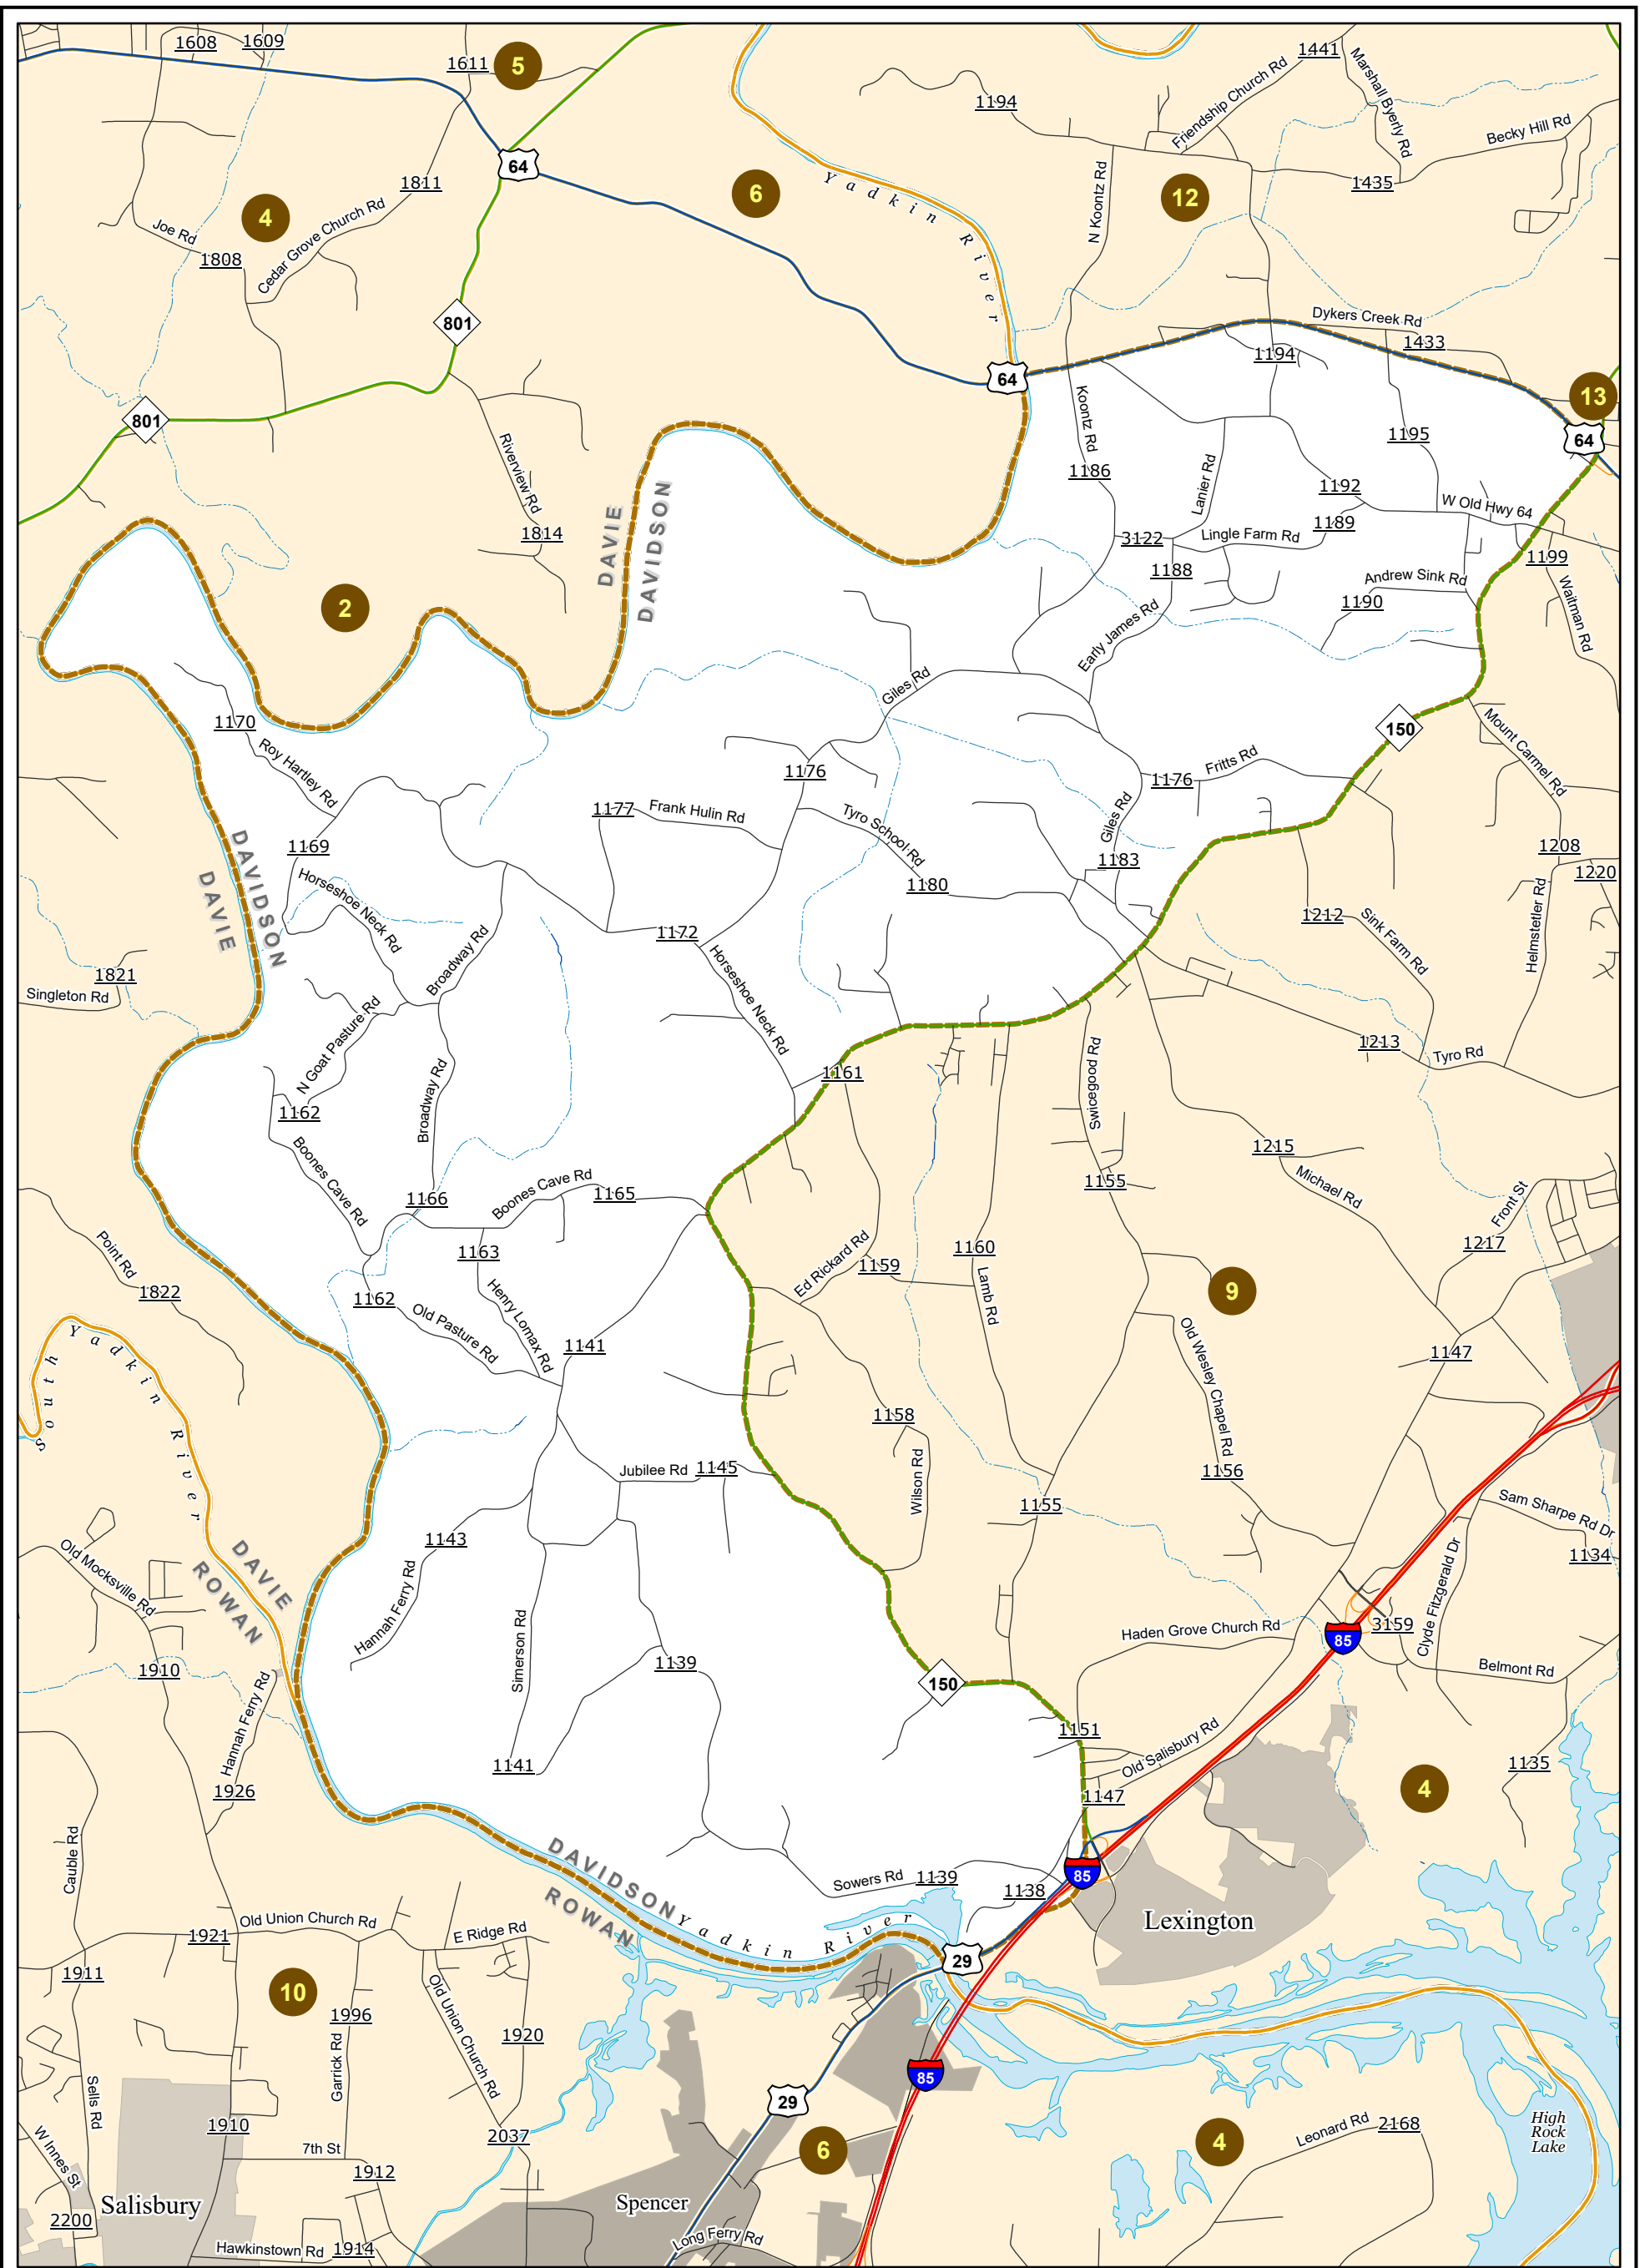 1608
1609
1611
5
1441
Marshall Byerly Rd
Friendship Church Rd
1194
Becky Hill Rd
64
1811
4
6
12
1435
N Koontz Rd
Yadkin River
Joe Rd
Cedar Grove Church Rd
1808
801
Dykers Creek Rd
1433
1194
64
13
801
Koontz Rd
1195
64
Riverview Rd
1186
Lanier Rd
1192
W Old Hwy 64
1814
DAVIE
DAVIDSON
3122
Lingle Farm Rd
1189
1199
1188
Andrew Sink Rd
1190
Waitman Rd
2
Early James Rd
Giles Rd
1170
150
Mount Carmel Rd
Roy Hartley Rd
1176
1176
Fritts Rd
1177
Frank Hulin Rd
Tyro School Rd
Giles Rd
1169
1183
1208
1220
DAVIDSON
DAVIE
Horseshoe Neck Rd
1180
1212
Sink Farm Rd
Helmstetler Rd
1172
Broadway Rd
Horseshoe Neck Rd
1821
Singleton Rd
N Goat Pasture Rd
1213
Tyro Rd
Swicegood Rd
1161
1162
Broadway Rd
Boones Cave Rd
1215
Michael Rd
1155
1166
Boones Cave Rd
1165
Front St
1217
Point Rd
1163
Ed Rickard Rd
1160
1159
1822
1162
Henry Lomax Rd
Lamb Rd
9
Old Pasture Rd
1141
Old Wesley Chapel Rd
1147
South Yadkin River
1158
Jubilee Rd
1145
Wilson Rd
1156
1155
Sam Sharpe Rd Dr
1143
Old Mocksville Rd
DAVIE
ROWAN
Hannah Ferry Rd
1134
Clyde Fitzgerald Dr
Simerson Rd
Haden Grove Church Rd
3159
85
1910
1139
Belmont Rd
150
Hannah Ferry Rd
1151
Old Salisbury Rd
1141
1135
1926
1147
4
Cauble Rd
DAVIDSON
ROWAN
Sowers Rd
1139
85
1138
Yadkin River
Lexington
1921
Old Union Church Rd
E Ridge Rd
29
1911
10
Old Union Church Rd
1996
1920
Garrick Rd
85
Sells Rd
29
1910
2037
W Innes St
7th St
6
4
Leonard Rd
2168
High
Rock
Lake
1912
Salisbury
Spencer
2200
Hawkinstown Rd
1914
Long Ferry Rd